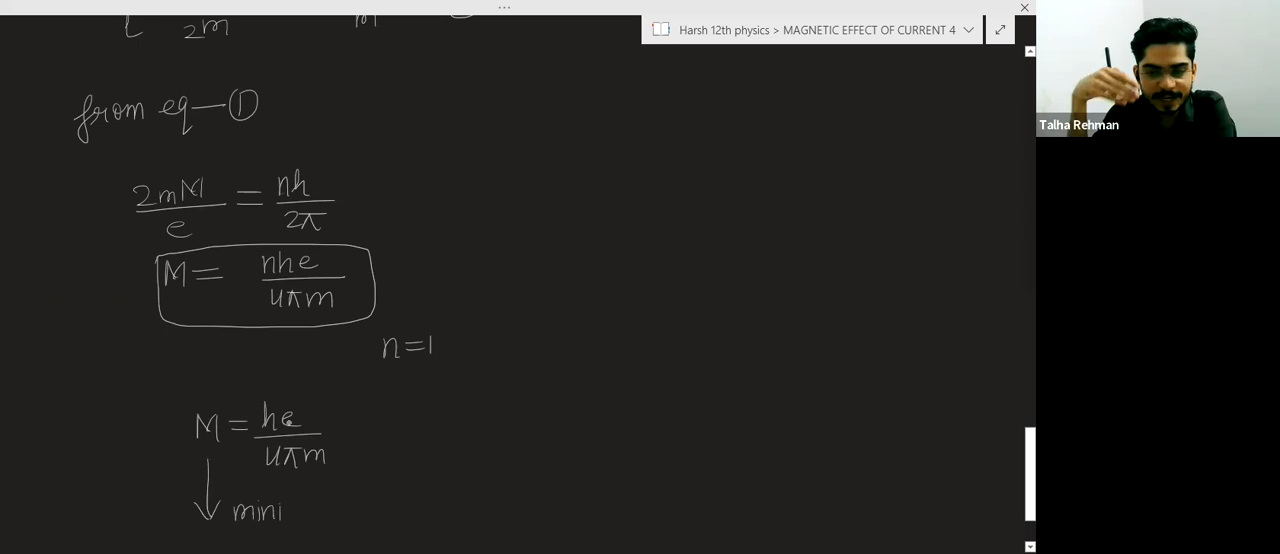 2m m
Harsh 12th physics > MAGNETIC EFFECT OF CURRENT 4
Talha Rehman
from eq—①
2mM/e = nh/2π
M = nhe/4πm
n=1
M = he/4πm
↓ mini